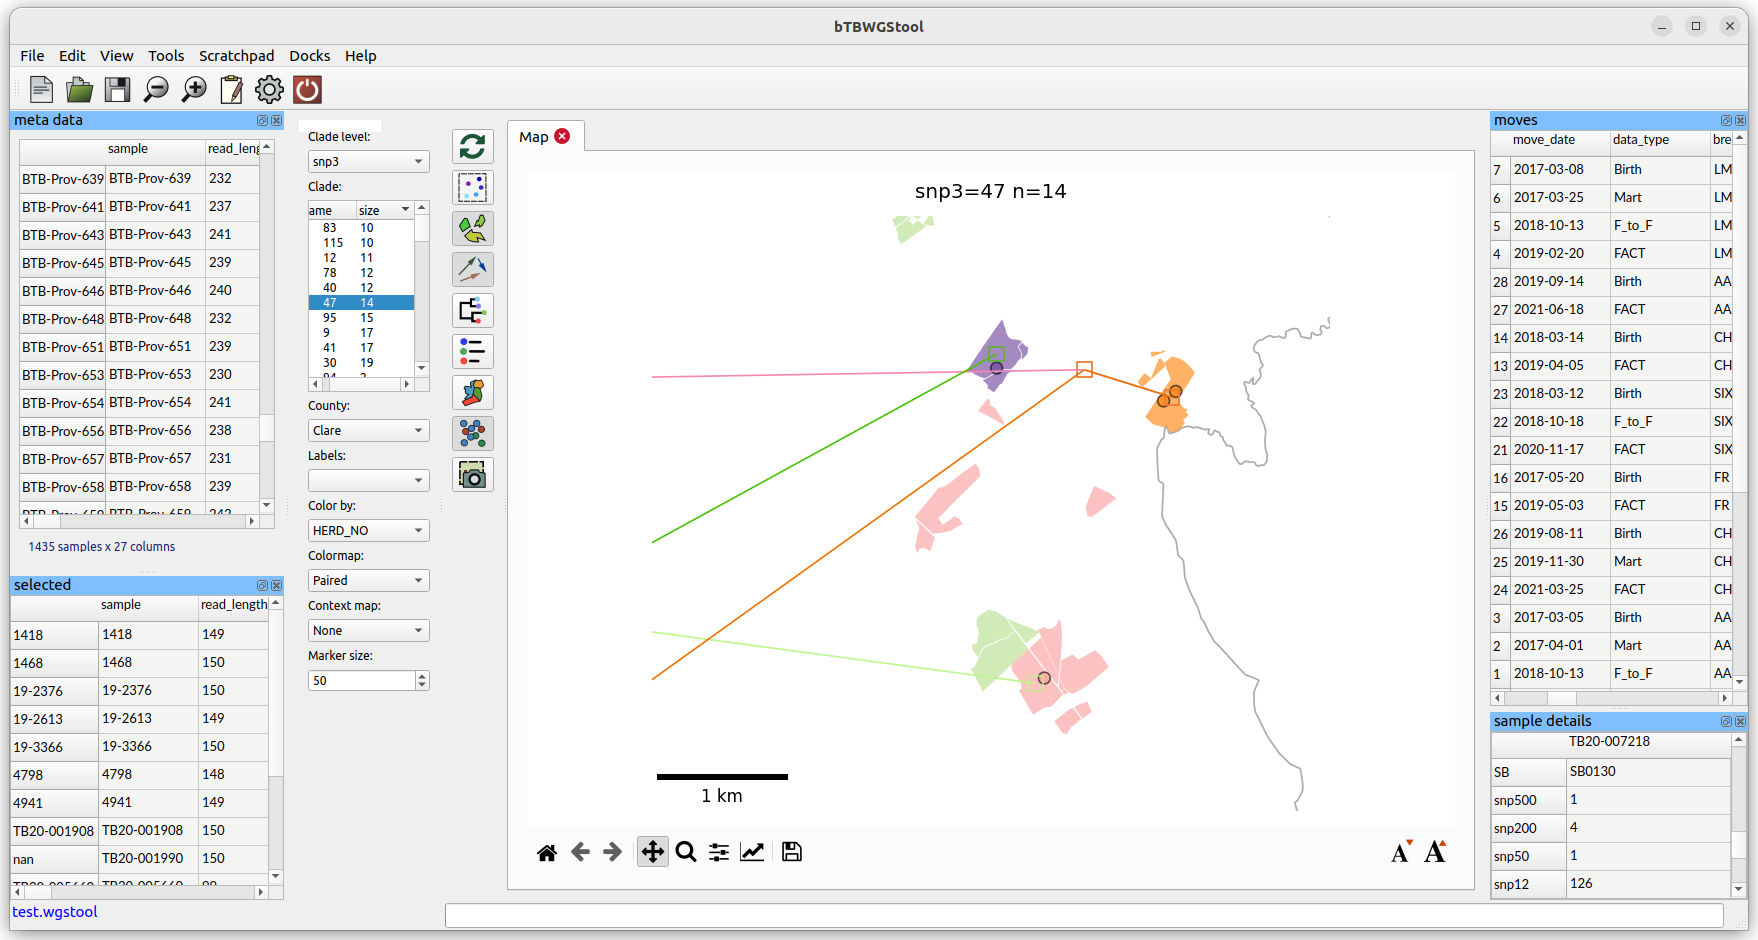 bTBWGStool
File Edit View Tools Scratchpad Docks Help
meta data
sample read_leng
BTB-Prov-639 BTB-Prov-639 232
BTB-Prov-641 BTB-Prov-641 237
BTB-Prov-643 BTB-Prov-643 241
BTB-Prov-645 BTB-Prov-645 239
BTB-Prov-646 BTB-Prov-646 240
BTB-Prov-648 BTB-Prov-648 232
BTB-Prov-651 BTB-Prov-651 239
BTB-Prov-653 BTB-Prov-653 230
BTB-Prov-654 BTB-Prov-654 241
BTB-Prov-656 BTB-Prov-656 238
BTB-Prov-657 BTB-Prov-657 231
BTB-Prov-658 BTB-Prov-658 239
1435 samples x 27 columns
selected
sample read_length
1418 1418 149
1468 1468 150
19-2376 19-2376 150
19-2613 19-2613 149
19-3366 19-3366 150
4798 4798 148
4941 4941 149
TB20-001908 TB20-001908 150
nan TB20-001990 150
test.wgstool
Clade level:
snp3
Clade:
ame size
83 10
115 10
12 11
78 12
40 12
47 14
95 15
9 17
41 17
30 19
County:
Clare
Labels:
Color by:
HERD_NO
Colormap:
Paired
Context map:
None
Marker size:
50
Map
snp3=47 n=14
1 km
A A
moves
move_date data_type bre
7 2017-03-08 Birth LM
6 2017-03-25 Mart LM
5 2018-10-13 F_to_F LM
4 2019-02-20 FACT LM
28 2019-09-14 Birth AA
27 2021-06-18 FACT AA
14 2018-03-14 Birth CH
13 2019-04-05 FACT CH
23 2018-03-12 Birth SIX
22 2018-10-18 F_to_F SIX
21 2020-11-17 FACT SIX
16 2017-05-20 Birth FR
15 2019-05-03 FACT FR
26 2019-08-11 Birth CH
25 2019-11-30 Mart CH
24 2021-03-25 FACT CH
3 2017-03-05 Birth AA
2 2017-04-01 Mart AA
1 2018-10-13 F_to_F AA
sample details
TB20-007218
SB SB0130
snp500 1
snp200 4
snp50 1
snp12 126